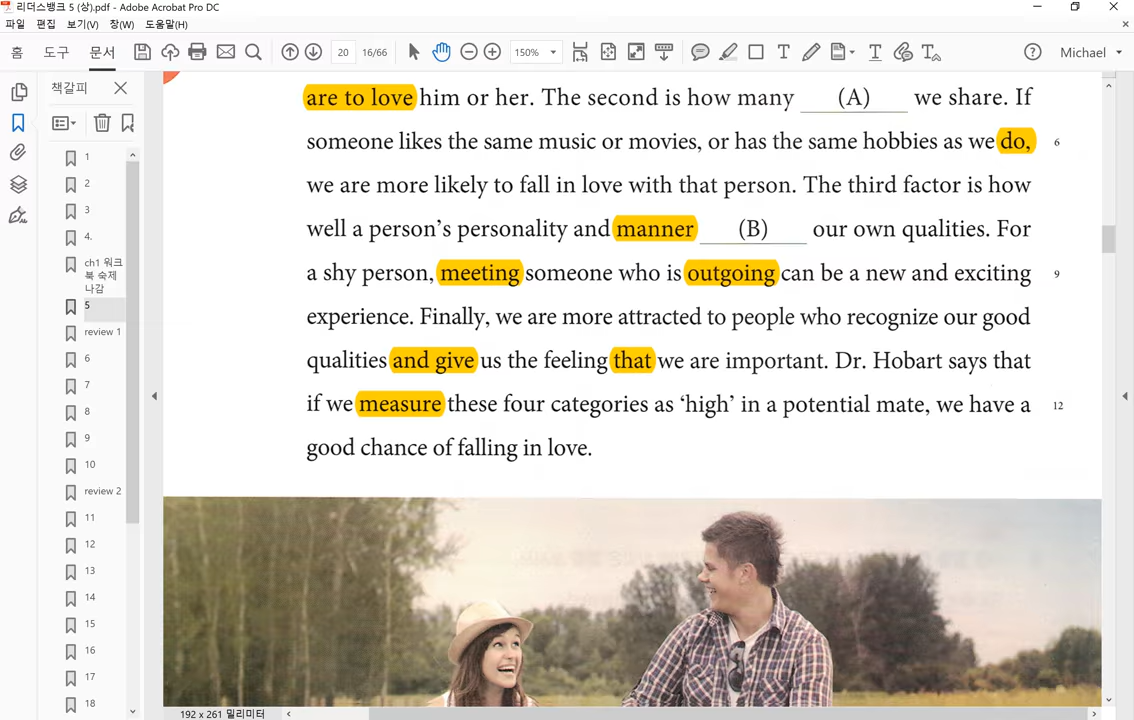 리더스뱅크 5 (상).pdf - Adobe Acrobat Pro DC
파일 편집 보기(V) 창(W) 도움말(H)
홈 도구 문서 20 16/66 150% Michael
책갈피
1
2
3
4.
ch1 워크
북 숙제
나감
5
review 1
6
7
8
9
10
review 2
11
12
13
14
15
16
17
18
are to love him or her. The second is how many (A) we share. If
someone likes the same music or movies, or has the same hobbies as we do, 6
we are more likely to fall in love with that person. The third factor is how
well a person's personality and manner (B) our own qualities. For
a shy person, meeting someone who is outgoing can be a new and exciting 9
experience. Finally, we are more attracted to people who recognize our good
qualities and give us the feeling that we are important. Dr. Hobart says that
if we measure these four categories as 'high' in a potential mate, we have a 12
good chance of falling in love.
192 x 261 밀리미터